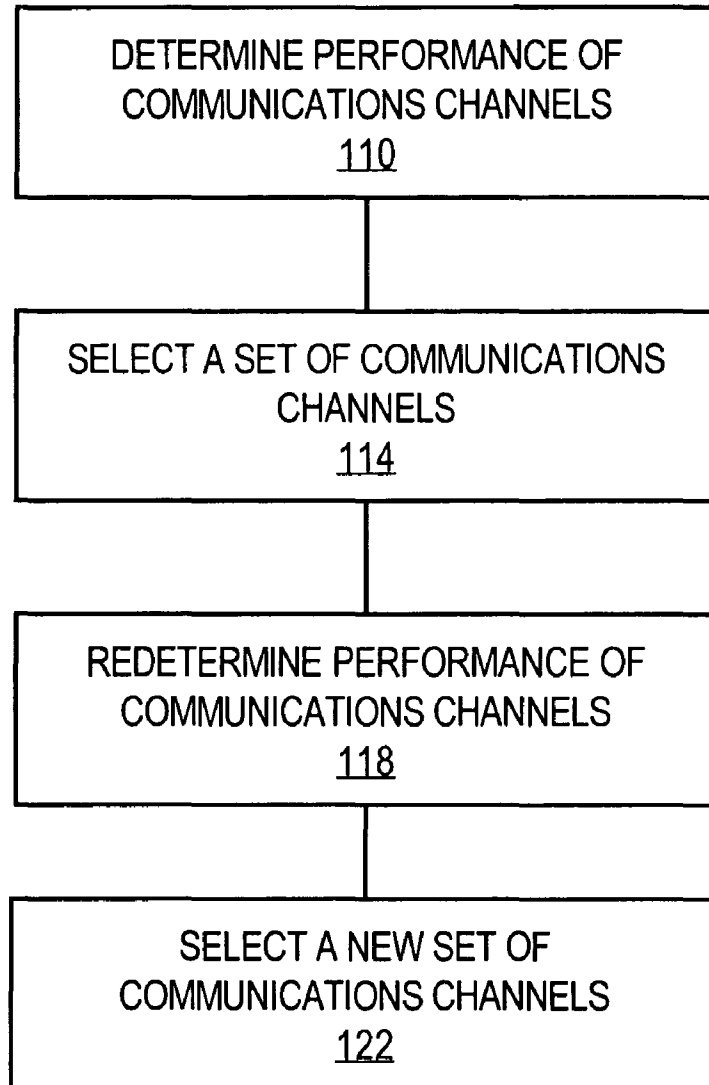 DETERMINE PERFORMANCE OF
COMMUNICATIONS CHANNELS
110
SELECT A SET OF COMMUNICATIONS
CHANNELS
114
REDETERMINE PERFORMANCE OF
COMMUNICATIONS CHANNELS
118
SELECT A NEW SET OF
COMMUNICATIONS CHANNELS
122